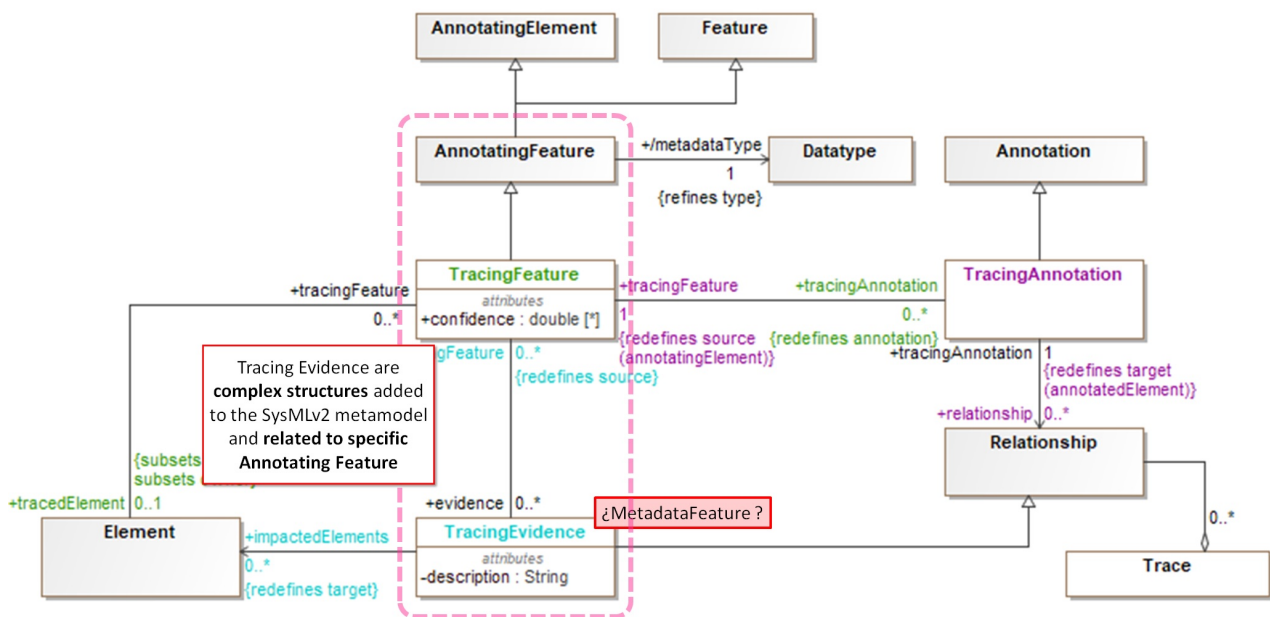 AnnotatingElement
Feature
AnnotatingFeature
+/metadataType
1
{refines type}
Datatype
Annotation
TracingFeature
attributes
+confidence : double [*]
+tracingFeature
0..*
+tracingFeature
1
{redefines source
(annotatingElement)}
+tracingAnnotation
0..*
{redefines annotation}
TracingAnnotation
+tracingAnnotation
1
{redefines target
(annotatedElement)}
+relationship
0..*
gFeature
0..*
{redefines source}
Tracing Evidence are
complex structures added
to the SysMLv2 metamodel
and related to specific
Annotating Feature
{subsets
subsets
+tracedElement
0..1
+evidence
0..*
¿MetadataFeature ?
Relationship
Element
+impactedElements
0..*
{redefines target}
TracingEvidence
attributes
-description : String
0..*
Trace